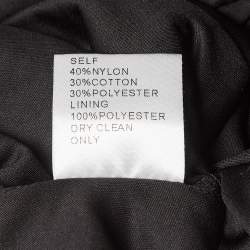 SELF
40%NYLON
30%COTTON
30%POLYESTER
LINING
100%POLYESTER
DRY CLEAN
ONLY